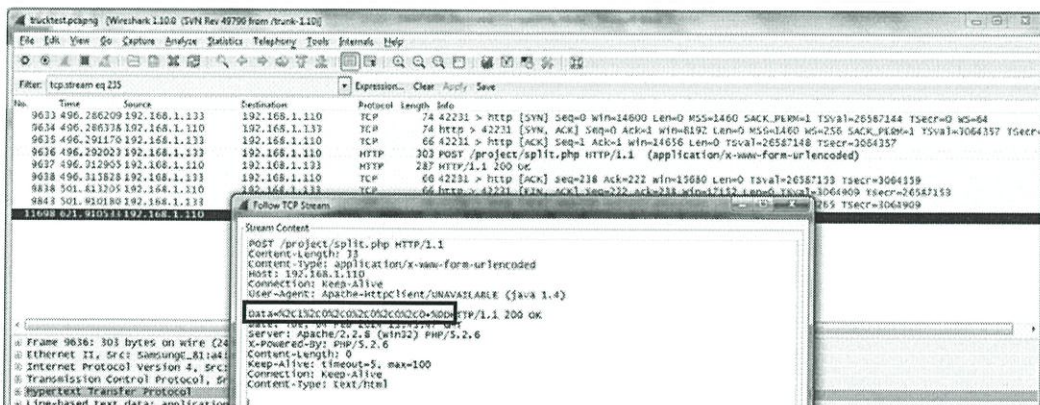 trucktest.pcapng [Wireshark 1.10.0 (SVN Rev 49790 from /trunk-1.10)]
File Edit View Go Capture Analyze Statistics Telephony Tools Internals Help
Filter: tcp.stream eq 235 Expression... Clear Apply Save
No. Time Source Destination Protocol Length Info
9633 496.286209 192.168.1.133 192.168.1.110 TCP 74 42231 > http [SYN] Seq=0 Win=14600 Len=0 MSS=1460 SACK_PERM=1 TSval=26587144 TSecr=0 WS=64
9634 496.286338 192.168.1.110 192.168.1.133 TCP 74 http > 42231 [SYN, ACK] Seq=0 Ack=1 Win=8192 Len=0 MSS=1460 WS=256 SACK_PERM=1 TSval=3064357 TSecr=
9635 496.291170 192.168.1.133 192.168.1.110 TCP 66 42231 > http [ACK] Seq=1 Ack=1 Win=14656 Len=0 TSval=26587148 TSecr=3064357
9636 496.292023 192.168.1.133 192.168.1.110 HTTP 303 POST /project/split.php HTTP/1.1 (application/x-www-form-urlencoded)
9637 496.312905 192.168.1.110 192.168.1.133 HTTP 287 HTTP/1.1 200 OK
9638 496.313828 192.168.1.133 192.168.1.110 TCP 66 42231 > http [ACK] Seq=238 Ack=222 Win=15680 Len=0 TSval=26587153 TSecr=3064359
9838 501.813205 192.168.1.110 192.168.1.133 TCP 66 http > 42231 [FIN, ACK] Seq=222 Ack=238 Win=17152 Len=0 TSval=3064909 TSecr=26587153
9843 501.910180 192.168.1.133 265 TSecr=3064909
11698 621.910533 192.168.1.110
Follow TCP Stream
Stream Content
POST /project/split.php HTTP/1.1
Content-Length: 33
Content-Type: application/x-www-form-urlencoded
Host: 192.168.1.110
Connection: Keep-Alive
User-Agent: Apache-HttpClient/UNAVAILABLE (java 1.4)
Data=%2C1%2C0%2C0%2C0%2C0%2C0+%0DHTTP/1.1 200 OK
Date: Tue, 04 Feb 2014
Server: Apache/2.2.8 (Win32) PHP/5.2.6
X-Powered-By: PHP/5.2.6
Content-Length: 0
Keep-Alive: timeout=5, max=100
Connection: Keep-Alive
Content-Type: text/html
Frame 9636: 303 bytes on wire (24
Ethernet II, Src: SamsungE_81:a4:
Internet Protocol Version 4, Src:
Transmission Control Protocol, Sr
Hypertext Transfer Protocol
Line-based text data: application